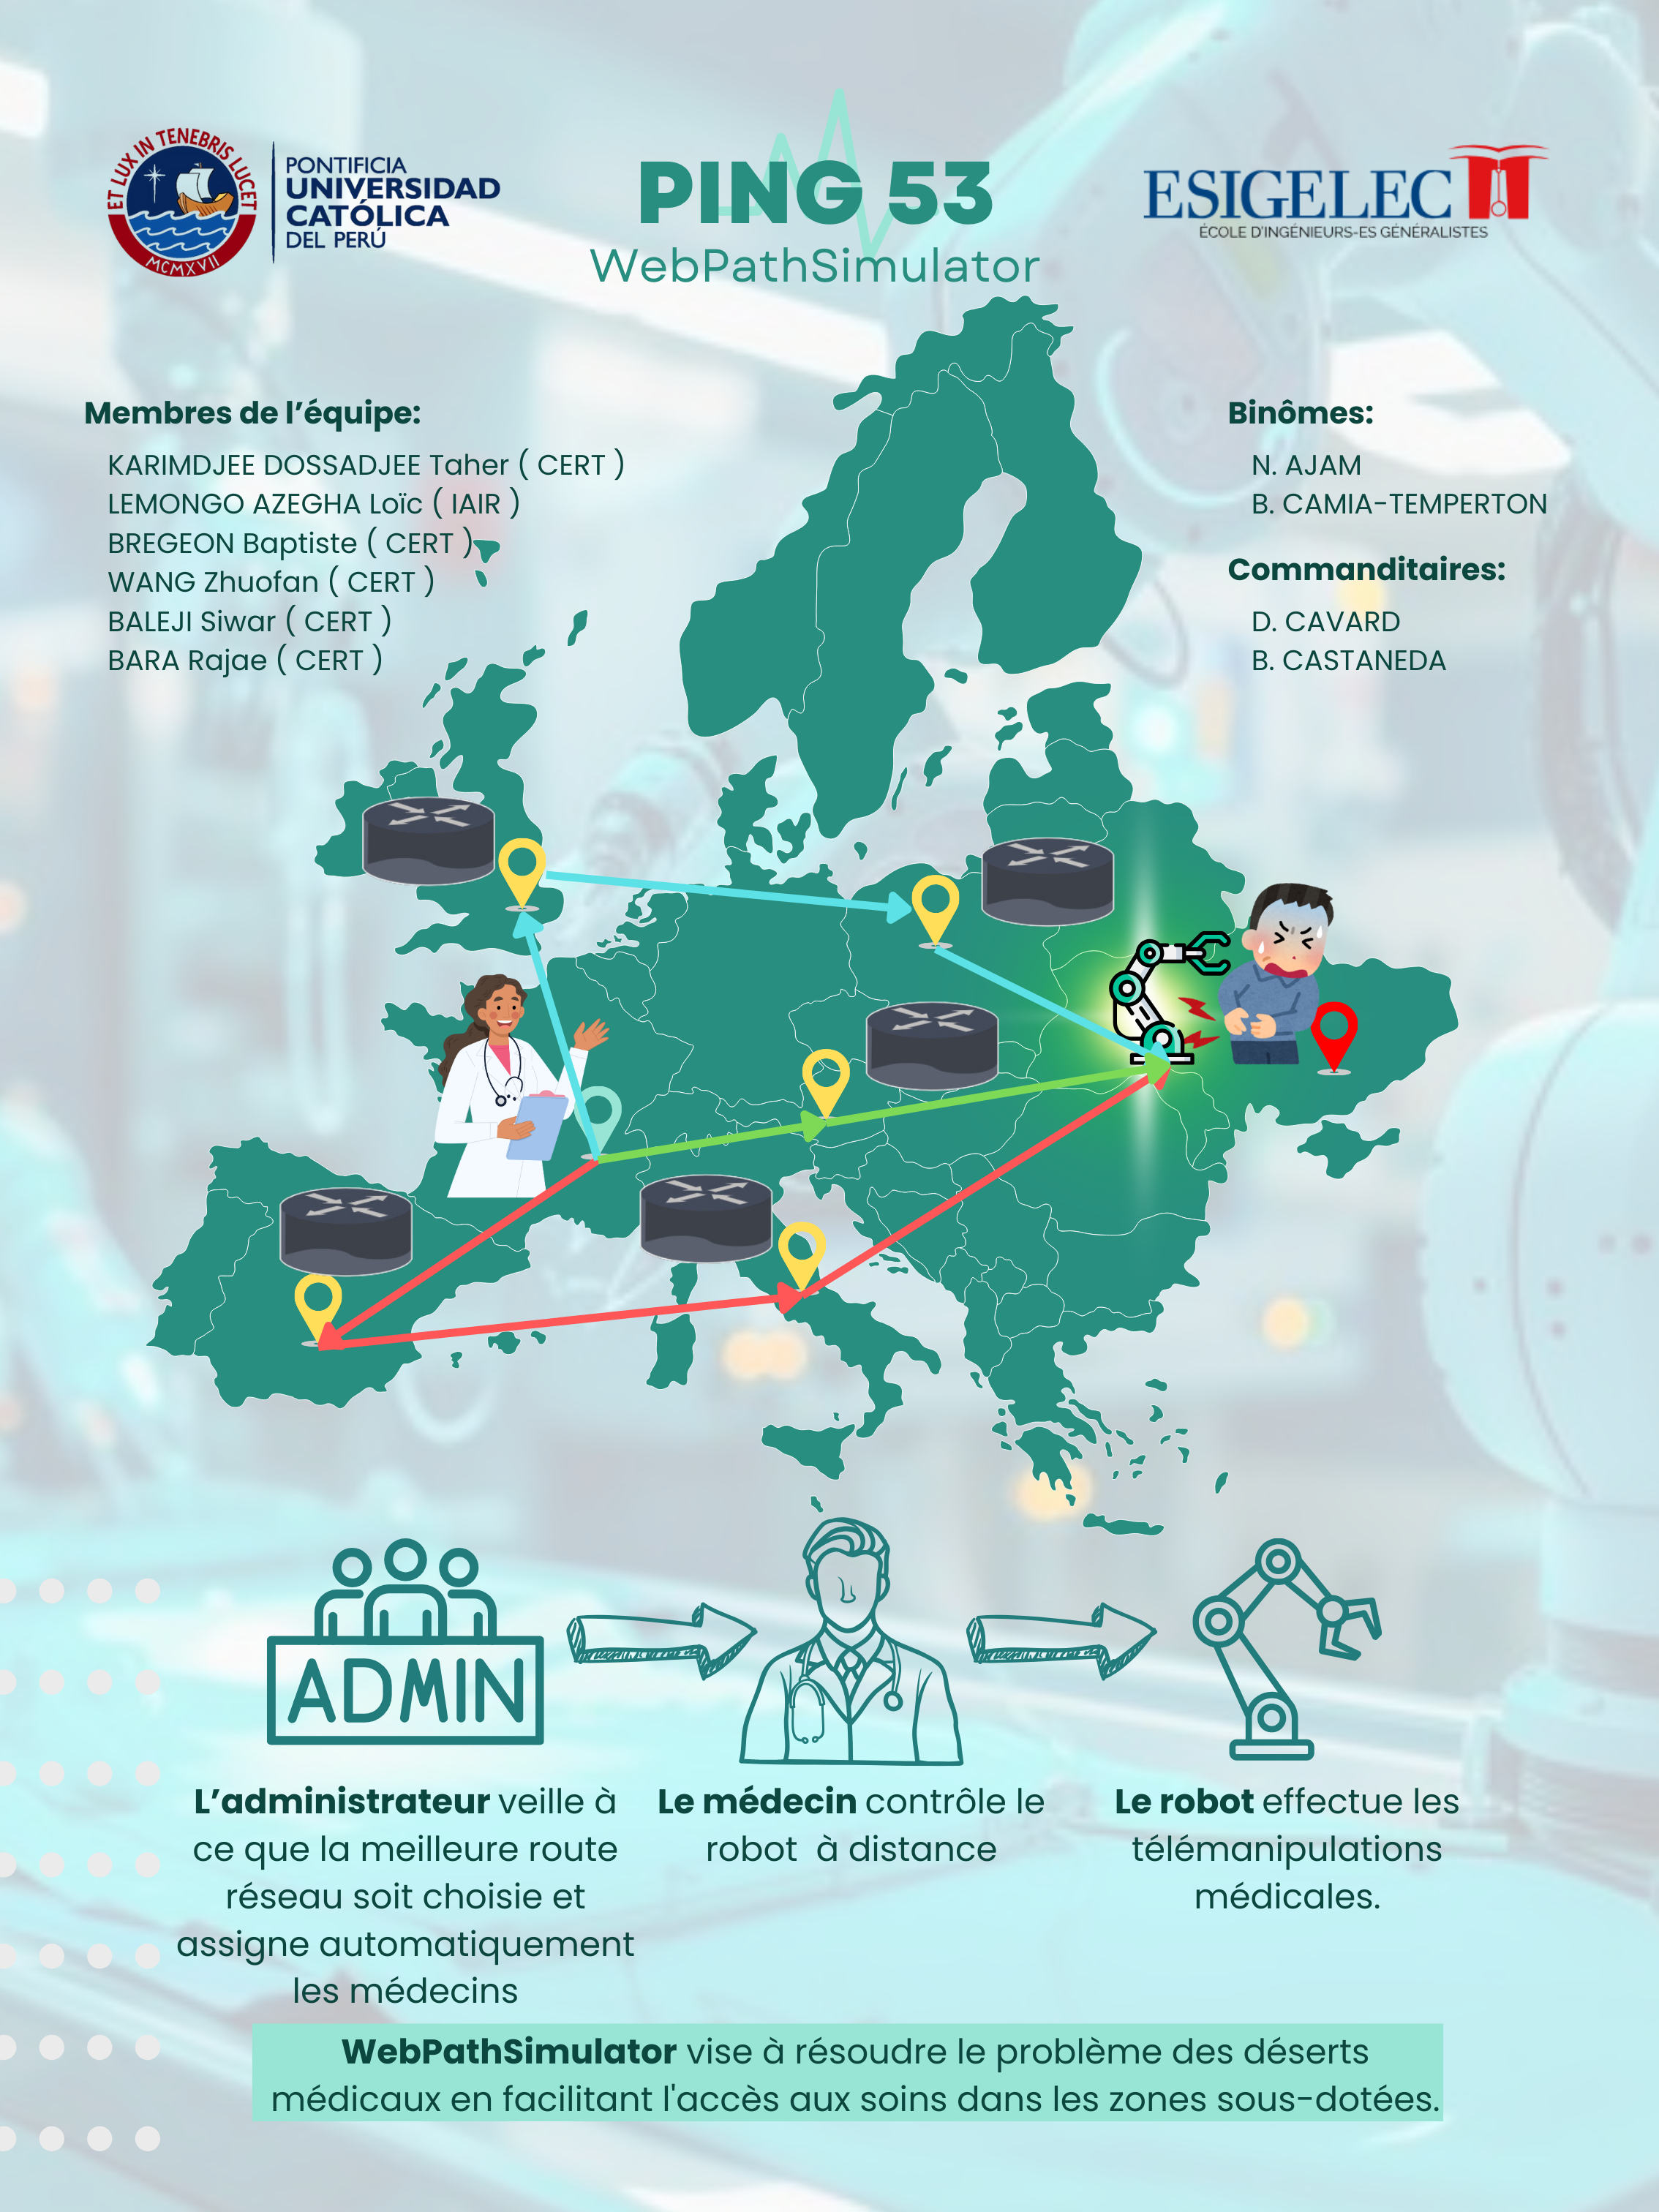 ET LUX IN TENEBRIS LUCET
MCMXVII
PONTIFICIA
UNIVERSIDAD
CATÓLICA
DEL PERÚ
PING 53
WebPathSimulator
ESIGELEC
ÉCOLE D'INGÉNIEURS-ES GÉNÉRALISTES
Membres de l'équipe:
KARIMDJEE DOSSADJEE Taher ( CERT )
LEMONGO AZEGHA Loïc ( IAIR )
BREGEON Baptiste ( CERT )
WANG Zhuofan ( CERT )
BALEJI Siwar ( CERT )
BARA Rajae ( CERT )
Binômes:
N. AJAM
B. CAMIA-TEMPERTON
Commanditaires:
D. CAVARD
B. CASTANEDA
ADMIN
L'administrateur veille à
ce que la meilleure route
réseau soit choisie et
assigne automatiquement
les médecins
Le médecin contrôle le
robot à distance
Le robot effectue les
télémanipulations
médicales.
WebPathSimulator vise à résoudre le problème des déserts
médicaux en facilitant l'accès aux soins dans les zones sous-dotées.